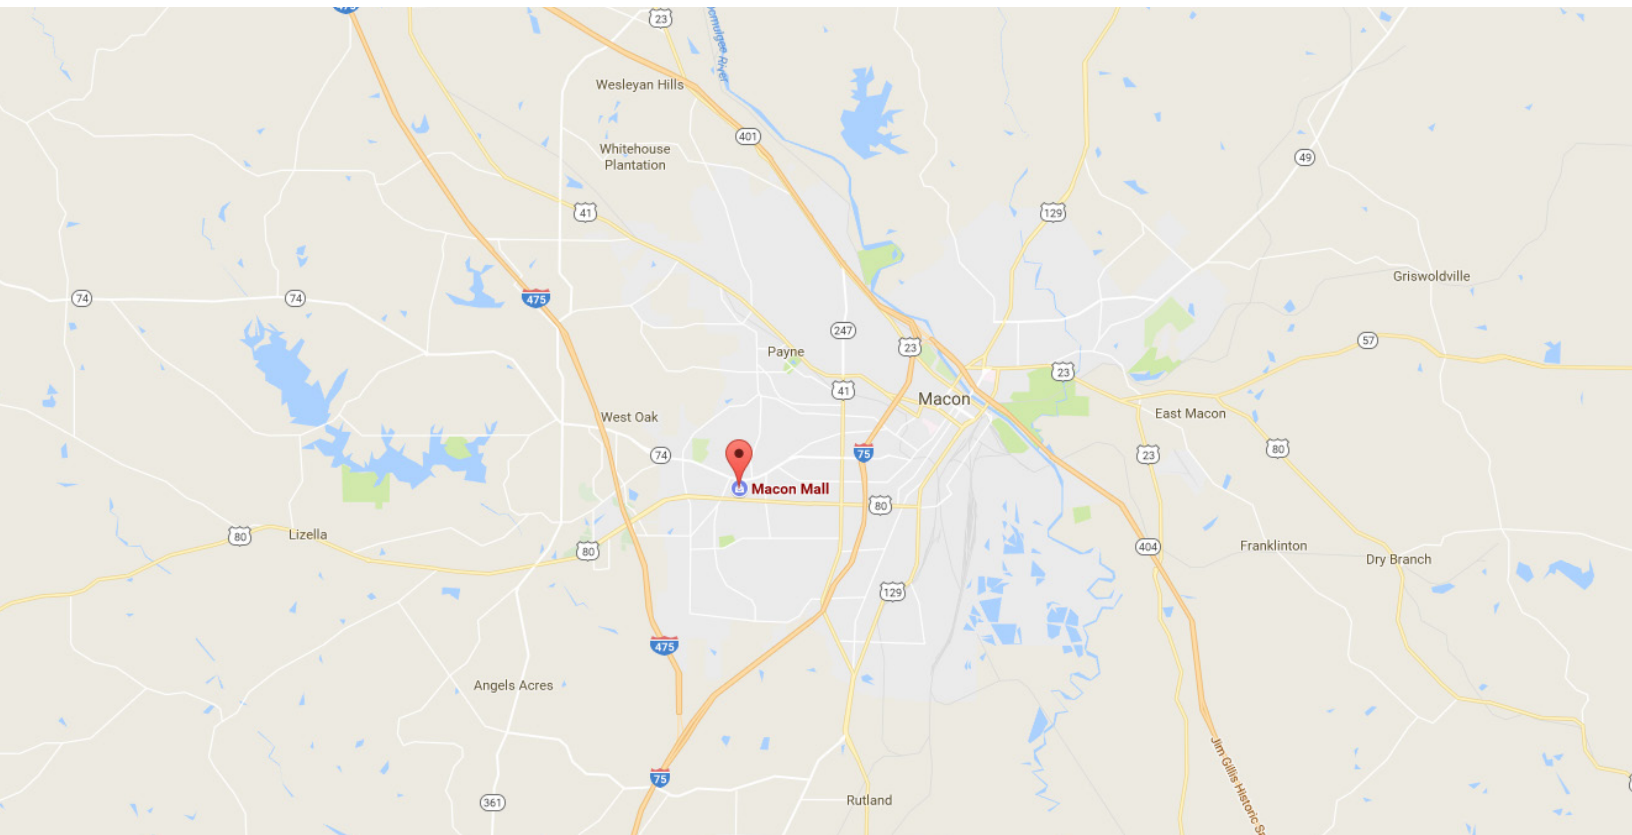 475
23
Wesleyan Hills
401
Whitehouse
Plantation
49
41
129
Griswoldville
74
74
475
247
57
23
Payne
23
41
Macon
East Macon
West Oak
80
74
75
23
Macon Mall
80
80
Lizella
80
404
Franklinton
Dry Branch
129
475
Angels Acres
75
361
Rutland
Jim Gillis Historic